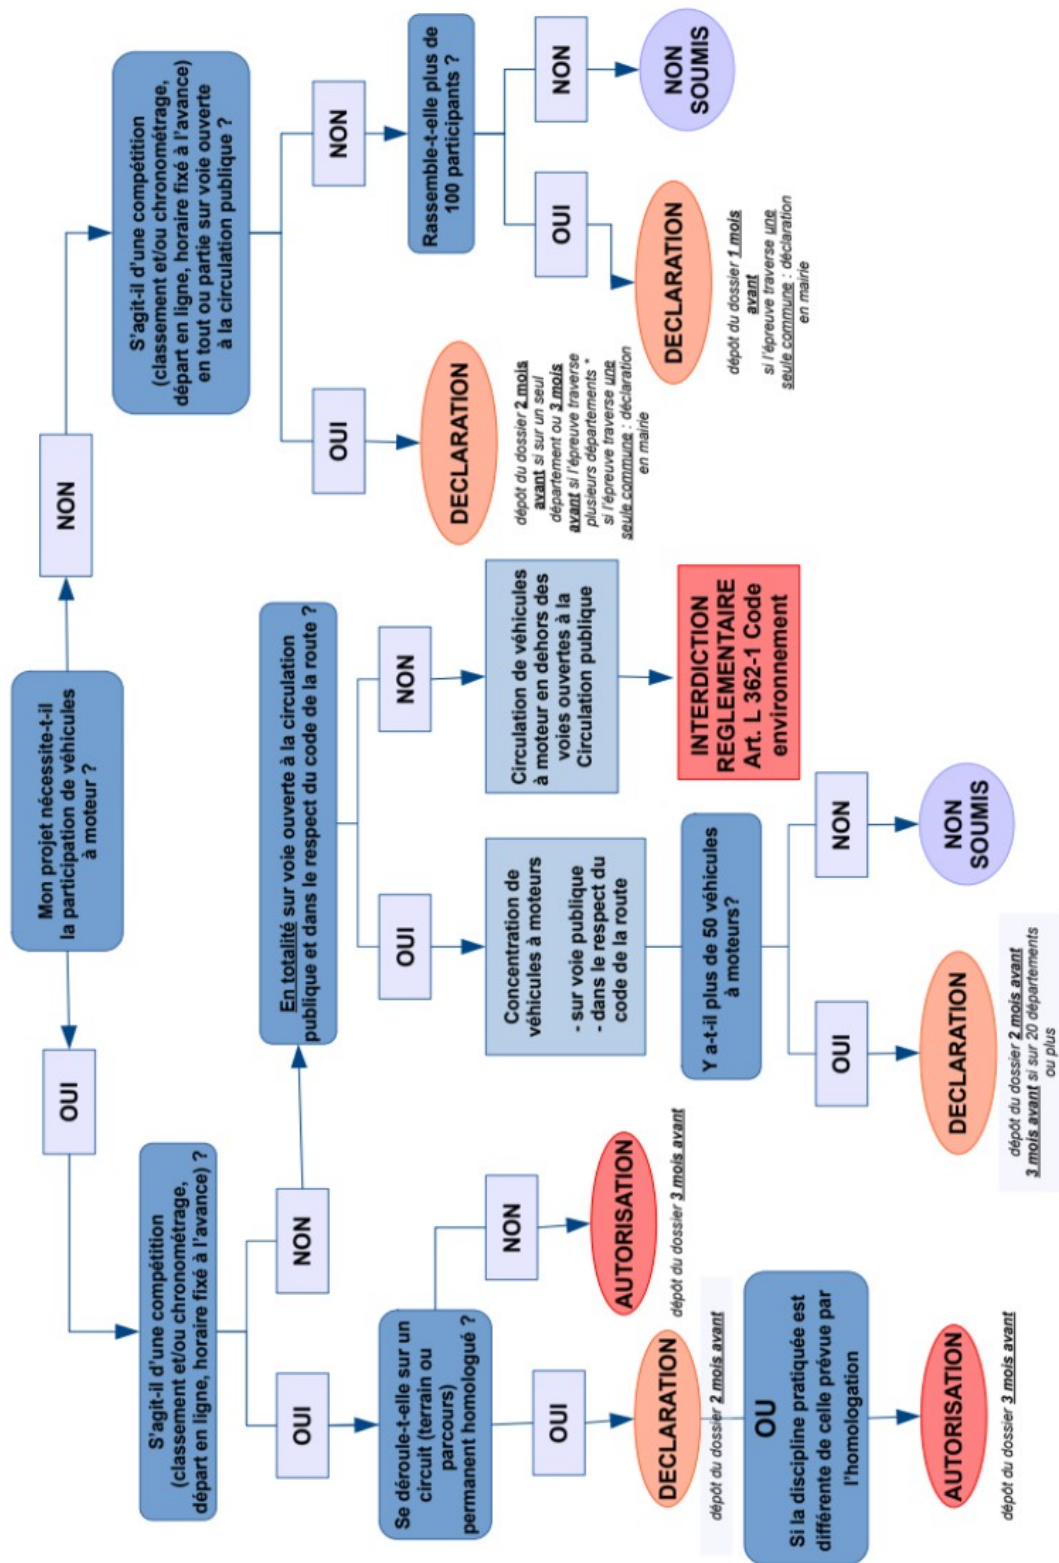 Mon projet nécessite-t-il
la participation de véhicules
à moteur ?
OUI
NON
S'agit-il d'une compétition
(classement et/ou chronométrage,
départ en ligne, horaire fixé à l'avance) ?
OUI
NON
Se déroule-t-elle sur un
circuit (terrain ou
parcours)
permanent homologué ?
OUI
NON
DECLARATION
dépôt du dossier 2 mois avant
OU
Si la discipline pratiquée est
différente de celle prévue par
l'homologation
AUTORISATION
dépôt du dossier 3 mois avant
AUTORISATION
dépôt du dossier 3 mois avant
En totalité sur voie ouverte à la circulation
publique et dans le respect du code de la route ?
OUI
NON
Concentration de
véhicules à moteurs
- sur voie publique
- dans le respect du
code de la route
Y a-t-il plus de 50 véhicules
à moteurs?
OUI
NON
DECLARATION
dépôt du dossier 2 mois avant
3 mois avant si sur 20 départements
ou plus
NON
SOUMIS
Circulation de véhicules
à moteur en dehors des
voies ouvertes à la
Circulation publique
INTERDICTION
REGLEMENTAIRE
Art. L 362-1 Code
environnement
S'agit-il d'une compétition
(classement et/ou chronométrage,
départ en ligne, horaire fixé à l'avance)
en tout ou partie sur voie ouverte
à la circulation publique ?
OUI
NON
DECLARATION
dépôt du dossier 2 mois
avant si sur un seul
département ou 3 mois
avant si l'épreuve traverse
plusieurs départements *
si l'épreuve traverse une
seule commune : déclaration
en mairie
Rassemble-t-elle plus de
100 participants ?
OUI
NON
DECLARATION
dépôt du dossier 1 mois
avant
si l'épreuve traverse une
seule commune : déclaration
en mairie
NON
SOUMIS